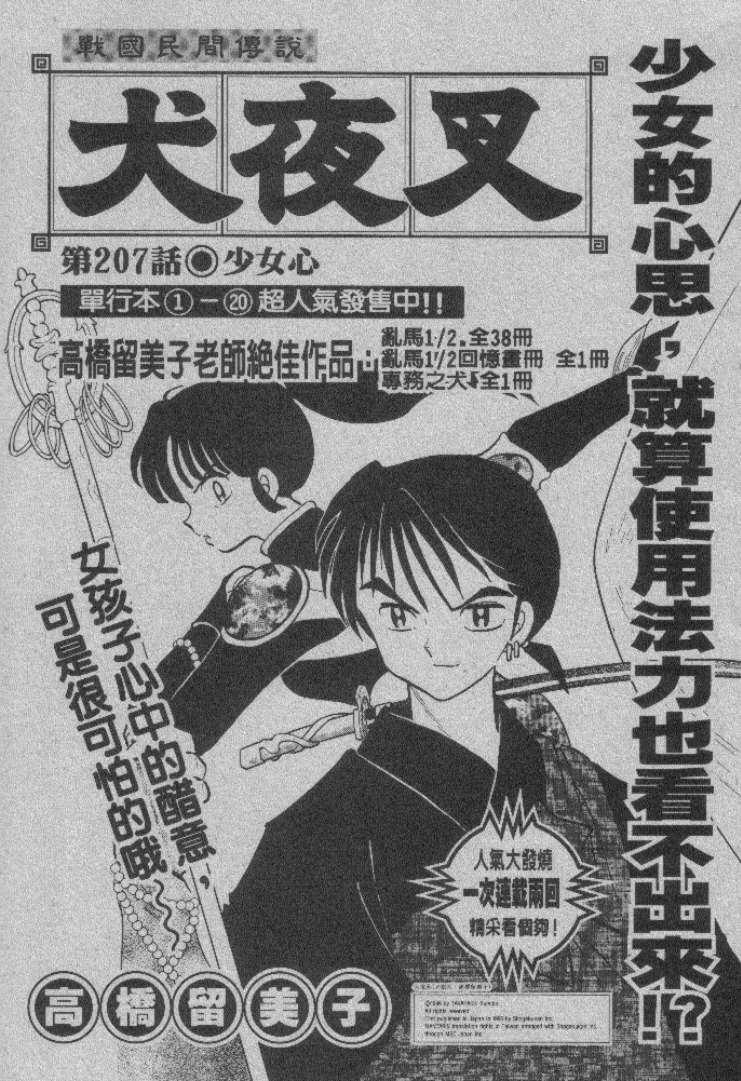 戰國民間傳說
犬夜叉
第207話◉少女心
單行本①-⑳超人氣發售中!!
高橋留美子老師絕佳作品：
亂馬1/2.全38冊
亂馬1/2回憶畫冊 全1冊
專務之犬 全1冊
少女的心思，就算使用法力也看不出來!?
女孩子心中的醋意，
可是很可怕的哦～
人氣大發燒
一次連載兩回
精采看個夠!
高橋留美子
All rights reserved